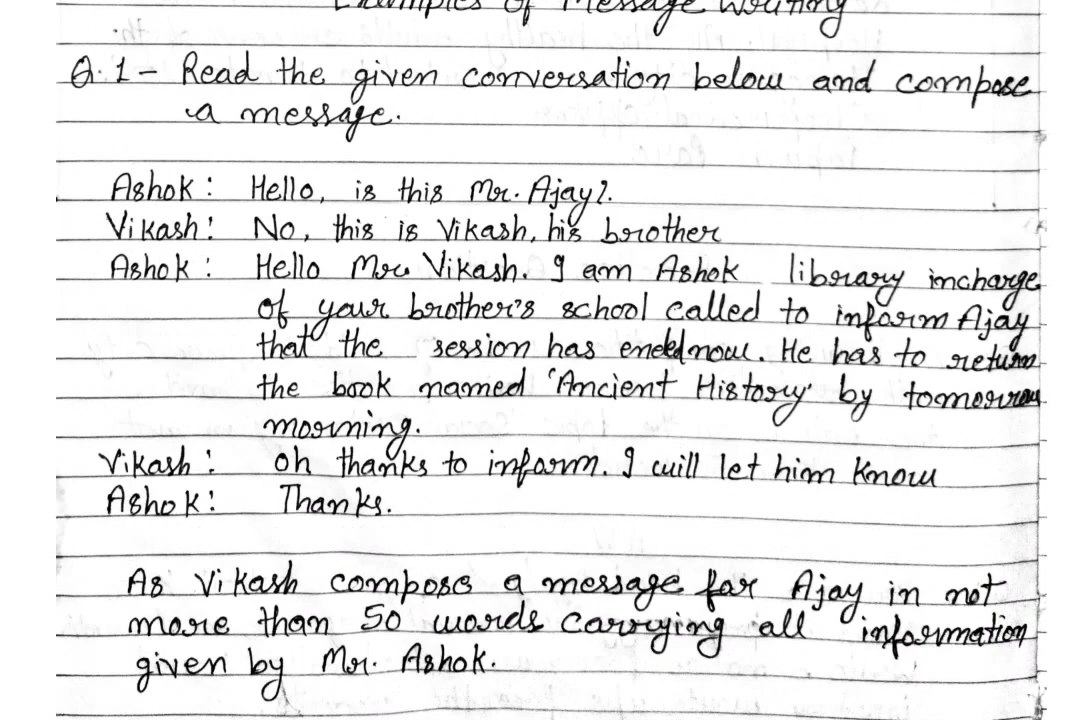 Examples of Message Writing
Q.1- Read the given conversation below and compose
a message.
Ashok: Hello, is this Mr. Ajay?.
Vikash: No, this is Vikash, his brother
Ashok: Hello Mr. Vikash. I am Ashok library incharge
of your brother's school called to inform Ajay
that the session has ended now. He has to return
the book named 'Ancient History' by tomorrow
morning.
Vikash: Oh thanks to inform. I will let him know
Ashok: Thanks.
As Vikash compose a message for Ajay in not
more than 50 words carrying all information
given by Mr. Ashok.